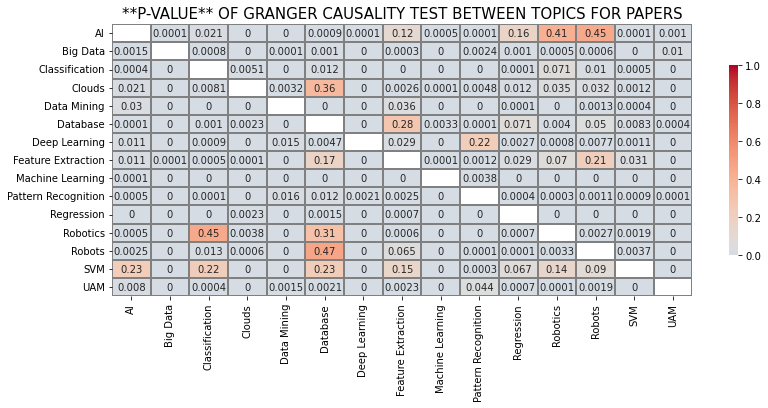 **P-VALUE** OF GRANGER CAUSALITY TEST BETWEEN TOPICS FOR PAPERS
AI 0.0001 0.021 0 0 0.0009 0.0001 0.12 0.0005 0.0001 0.16 0.41 0.45 0.0001 0.001
Big Data 0.0015 0.0008 0 0.0001 0.001 0 0.0003 0 0.0024 0.001 0.0005 0.0006 0 0.01
Classification 0.0004 0 0.0051 0 0.012 0 0 0 0 0.0001 0.071 0.01 0.0005 0
Clouds 0.021 0 0.0081 0.0032 0.36 0 0.0026 0.0001 0.0048 0.012 0.035 0.032 0.0012 0
Data Mining 0.03 0 0 0 0 0 0.036 0 0 0.0001 0 0.0013 0.0004 0
Database 0.0001 0 0.001 0.0023 0 0 0.28 0.0033 0.0001 0.071 0.004 0.05 0.0083 0.0004
Deep Learning 0.011 0 0.0009 0 0.015 0.0047 0.029 0 0.22 0.0027 0.0008 0.0077 0.0011 0
Feature Extraction 0.011 0.0001 0.0005 0.0001 0 0.17 0 0.0001 0.0012 0.029 0.07 0.21 0.031 0
Machine Learning 0.0001 0 0 0 0 0 0 0 0.0038 0 0 0 0 0
Pattern Recognition 0.0005 0 0.0001 0 0.016 0.012 0.0021 0.0025 0 0.0004 0.0003 0.0011 0.0009 0.0001
Regression 0 0 0 0.0023 0 0.0015 0 0.0007 0 0 0 0 0 0
Robotics 0.0005 0 0.45 0.0038 0 0.31 0 0.0006 0 0 0.0007 0.0027 0.0019 0
Robots 0.0025 0 0.013 0.0006 0 0.47 0 0.065 0 0.0001 0.0001 0.0033 0.0037 0
SVM 0.23 0 0.22 0 0 0.23 0 0.15 0 0.0003 0.067 0.14 0.09 0
UAM 0.008 0 0.0004 0 0.0015 0.0021 0 0.0023 0 0.044 0.0007 0.0001 0.0019 0
AI
Big Data
Classification
Clouds
Data Mining
Database
Deep Learning
Feature Extraction
Machine Learning
Pattern Recognition
Regression
Robotics
Robots
SVM
UAM
1.0
0.8
0.6
0.4
0.2
0.0